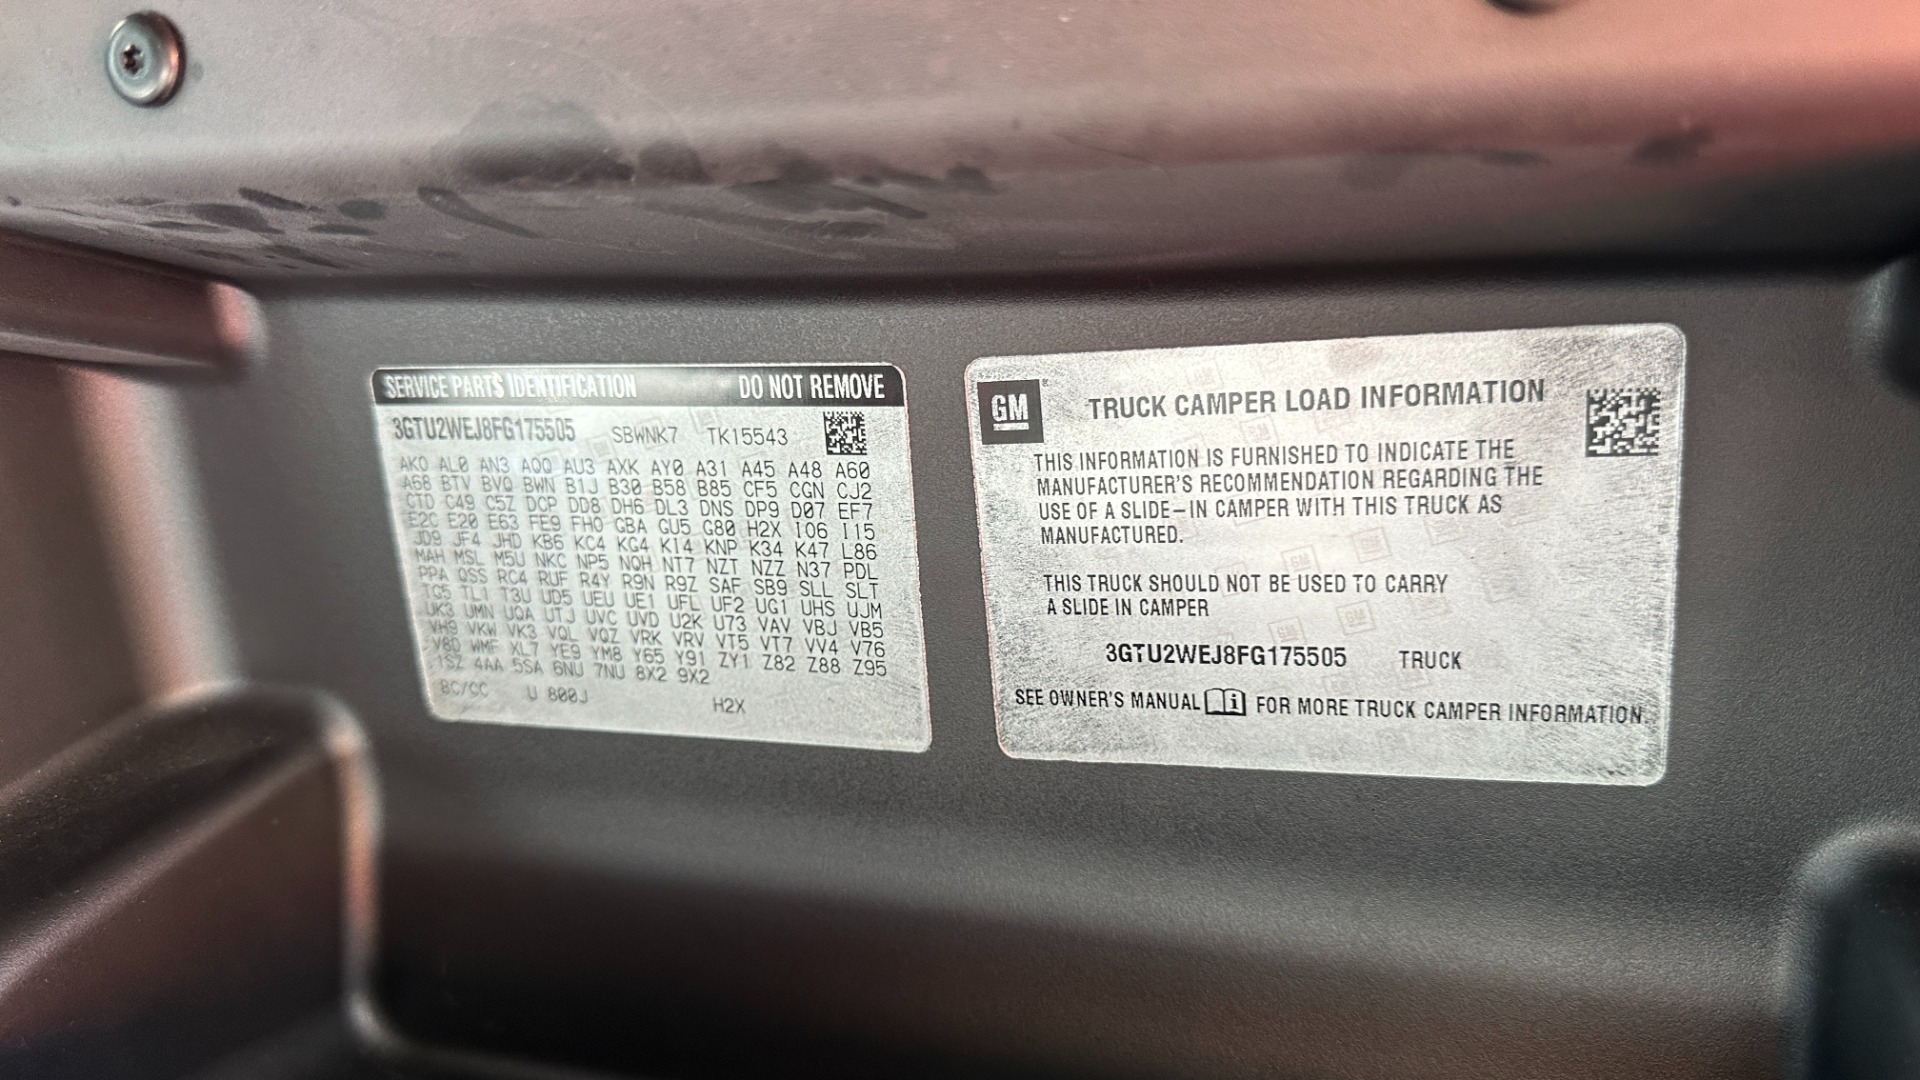 SERVICE PARTS IDENTIFICATION DO NOT REMOVE
3GTU2WEJ8FG175505 SBWNK7 TK15543
AKO AL0 AN3 AQQ AU3 AXK AY0 A31 A45 A48 A60
A68 BTV BVQ BWN B1J B30 B58 B85 CF5 CGN CJ2
CTD C49 C5Z DCP DD8 DH6 DL3 DNS DP9 D07 EF7
E2C E20 E63 FE9 FHO GBA GU5 G80 H2X I06 I15
JD9 JF4 JHD KB6 KC4 KG4 K14 KNP K34 K47 L86
MAH MSL M5U NKC NP5 NQH NT7 NZT NZZ N37 PDL
PPA QSS RC4 RUF R4Y R9N R9Z SAF SB9 SLL SLT
TC5 TL1 T3U UD5 UEU UE1 UFL UF2 UG1 UHS UJM
UK3 UMN UQA UTJ UVC UVD U2K U73 VAV VBJ VB5
VH9 VKW VK3 VQL VQZ VRK VRV VT5 VT7 VV4 V76
V8D WMF XL7 YE9 YM8 Y65 Y91 ZY1 Z82 Z88 Z95
1SZ 4AA 5SA 6NU 7NU 8X2 9X2
BC/CC U 800J H2X
GM TRUCK CAMPER LOAD INFORMATION
THIS INFORMATION IS FURNISHED TO INDICATE THE
MANUFACTURER'S RECOMMENDATION REGARDING THE
USE OF A SLIDE-IN CAMPER WITH THIS TRUCK AS
MANUFACTURED.
THIS TRUCK SHOULD NOT BE USED TO CARRY
A SLIDE IN CAMPER
3GTU2WEJ8FG175505 TRUCK
SEE OWNER'S MANUAL FOR MORE TRUCK CAMPER INFORMATION.